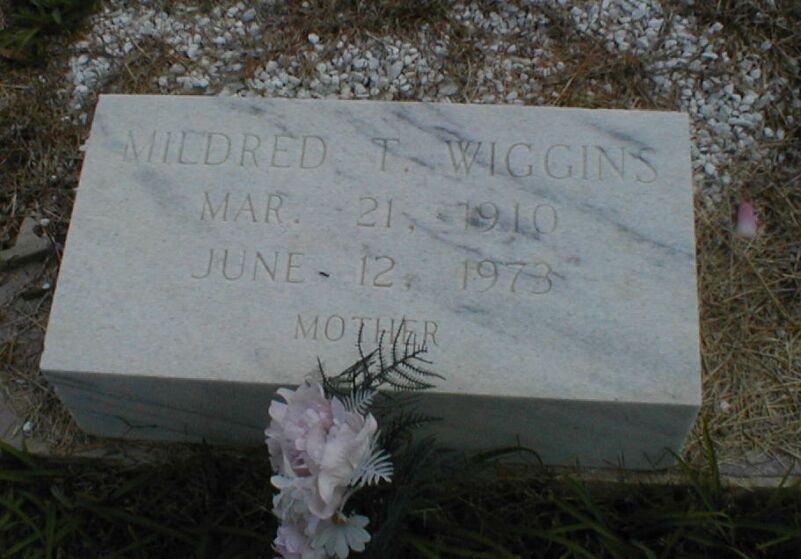 MILDRED T. WIGGINS
MAR. 21, 1910
JUNE 12, 1973
MOTHER